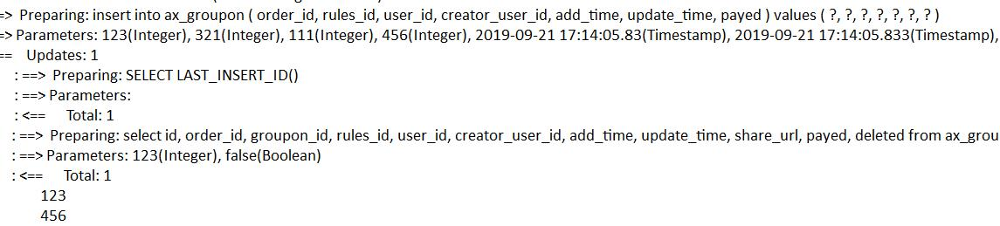 => Preparing: insert into ax_groupon ( order_id, rules_id, user_id, creator_user_id, add_time, update_time, payed ) values ( ?, ?, ?, ?, ?, ?, ? )
=> Parameters: 123(Integer), 321(Integer), 111(Integer), 456(Integer), 2019-09-21 17:14:05.83(Timestamp), 2019-09-21 17:14:05.833(Timestamp),
== Updates: 1
: ==> Preparing: SELECT LAST_INSERT_ID()
: ==> Parameters:
: <== Total: 1
: ==> Preparing: select id, order_id, groupon_id, rules_id, user_id, creator_user_id, add_time, update_time, share_url, payed, deleted from ax_grou
: ==> Parameters: 123(Integer), false(Boolean)
: <== Total: 1
123
456